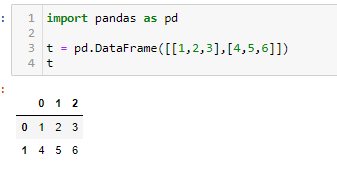 1 import pandas as pd
2
3 t = pd.DataFrame([[1,2,3],[4,5,6]])
4 t
0 1 2
0 1 2 3
1 4 5 6